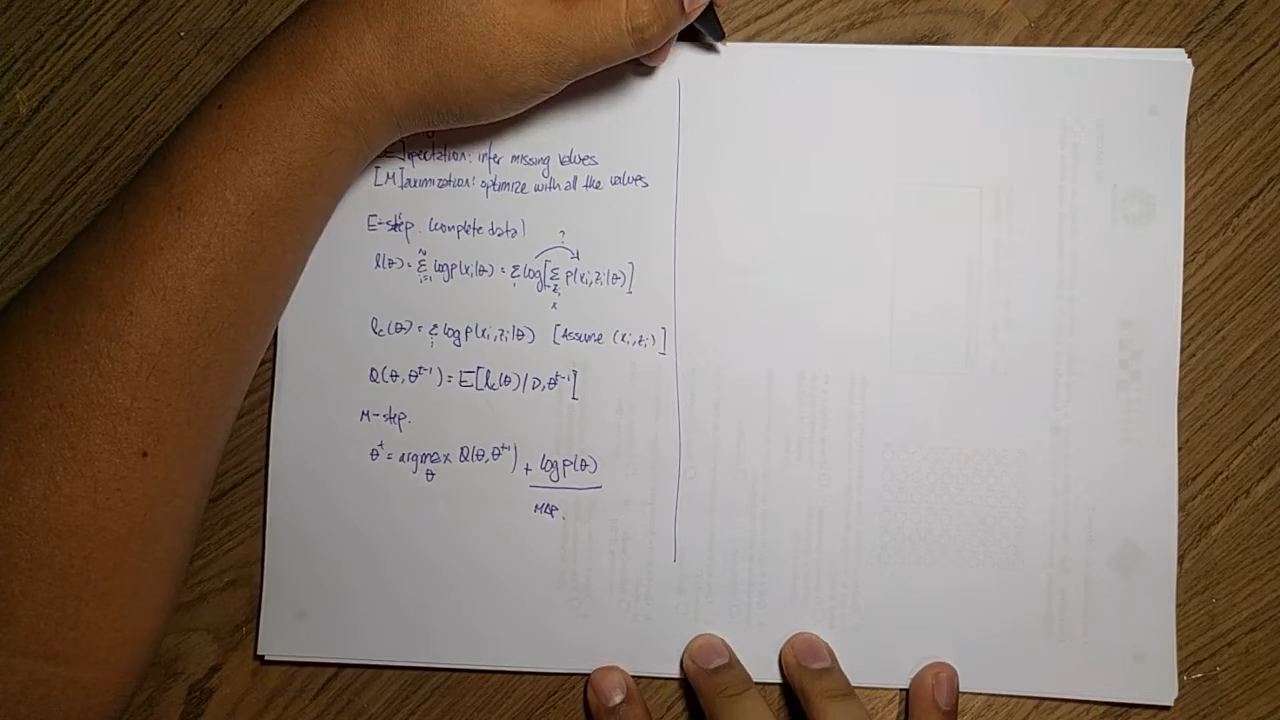 [E]xpectation: infer missing values
[M]aximization: optimize with all the values
E-step. (complete data)
?
l(θ) = Σ_{i=1}^{N} log p(x_i|θ) = Σ_i log [Σ_{z_i} p(x_i, z_i|θ)]
x
l_c(θ) = Σ_i log p(x_i, z_i|θ) [Assume (x_i, z_i)]
Q(θ, θ^{t-1}) = E[l_c(θ) / D, θ^{t-1}]
M-step.
θ^t = argmax_θ Q(θ, θ^{t-1}) + log p(θ)
MAP.